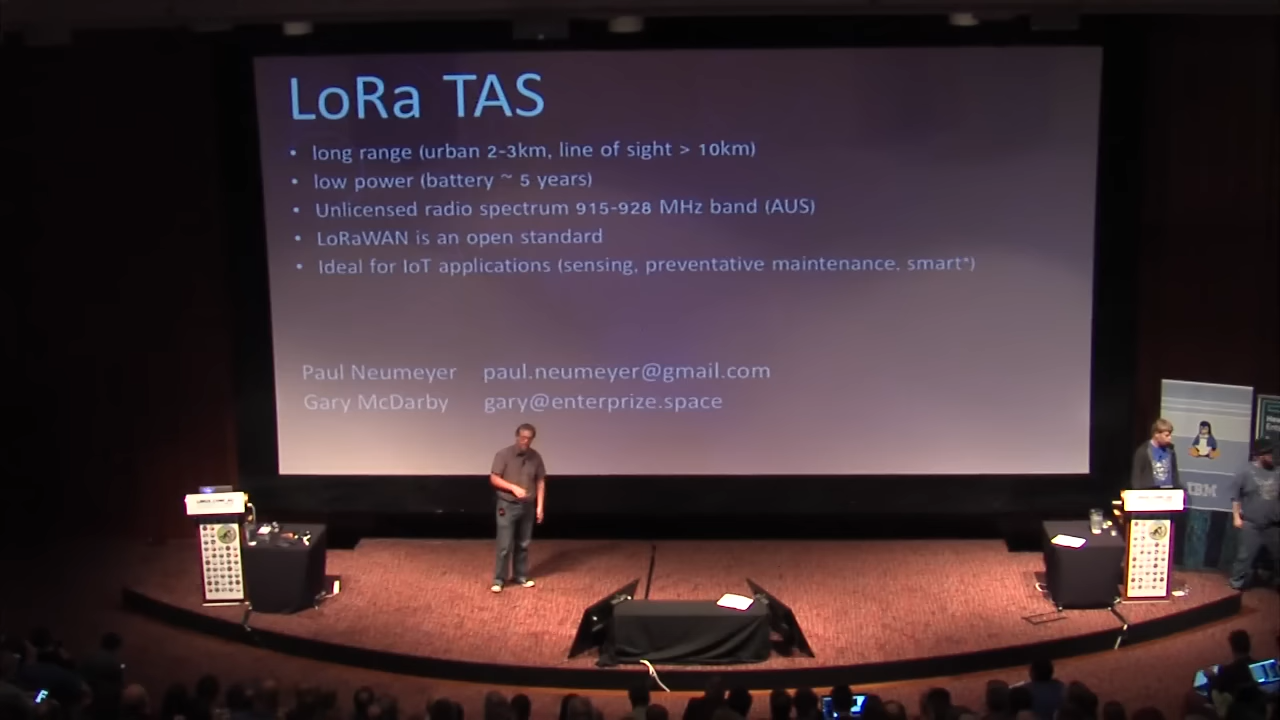 LoRa TAS
• long range (urban 2-3km, line of sight > 10km)
• low power (battery ~ 5 years)
• Unlicensed radio spectrum 915-928 MHz band (AUS)
• LoRaWAN is an open standard
• Ideal for IoT applications (sensing, preventative maintenance, smart*)
Paul Neumeyer paul.neumeyer@gmail.com
Gary McDarby gary@enterprize.space
IBM